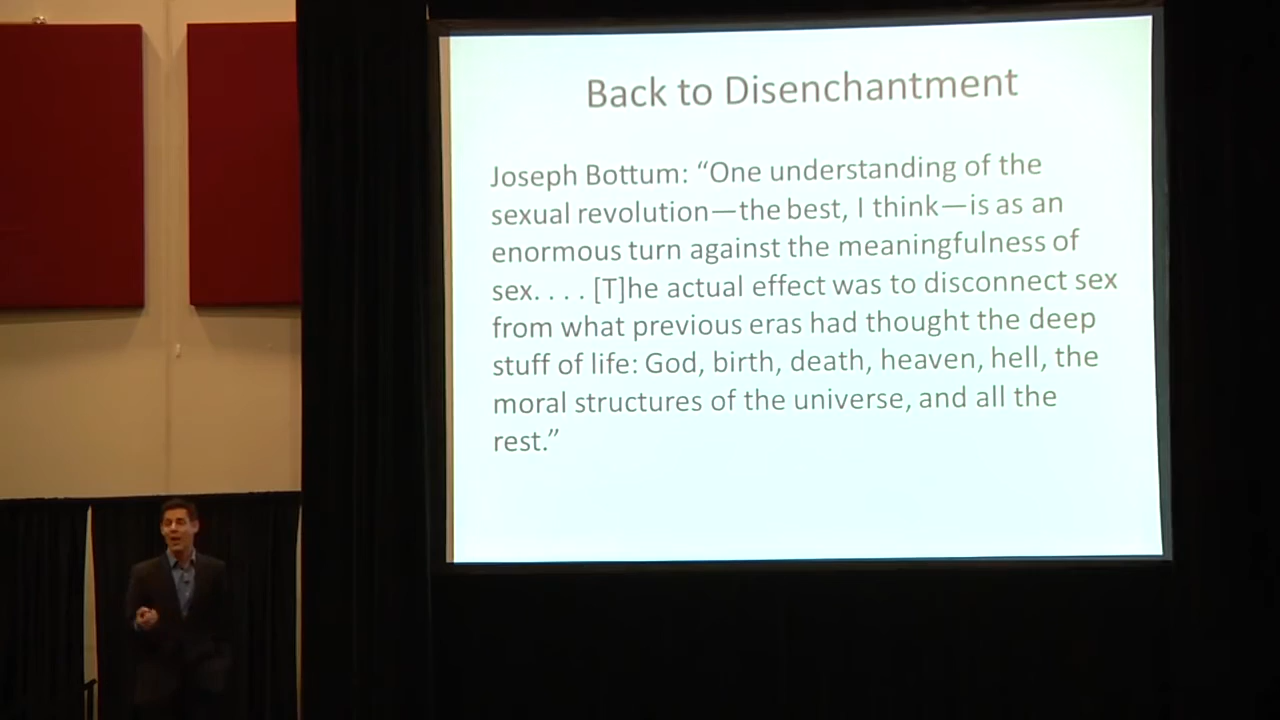 Back to Disenchantment
Joseph Bottum: “One understanding of the
sexual revolution—the best, I think—is as an
enormous turn against the meaningfulness of
sex. . . . [T]he actual effect was to disconnect sex
from what previous eras had thought the deep
stuff of life: God, birth, death, heaven, hell, the
moral structures of the universe, and all the
rest.”